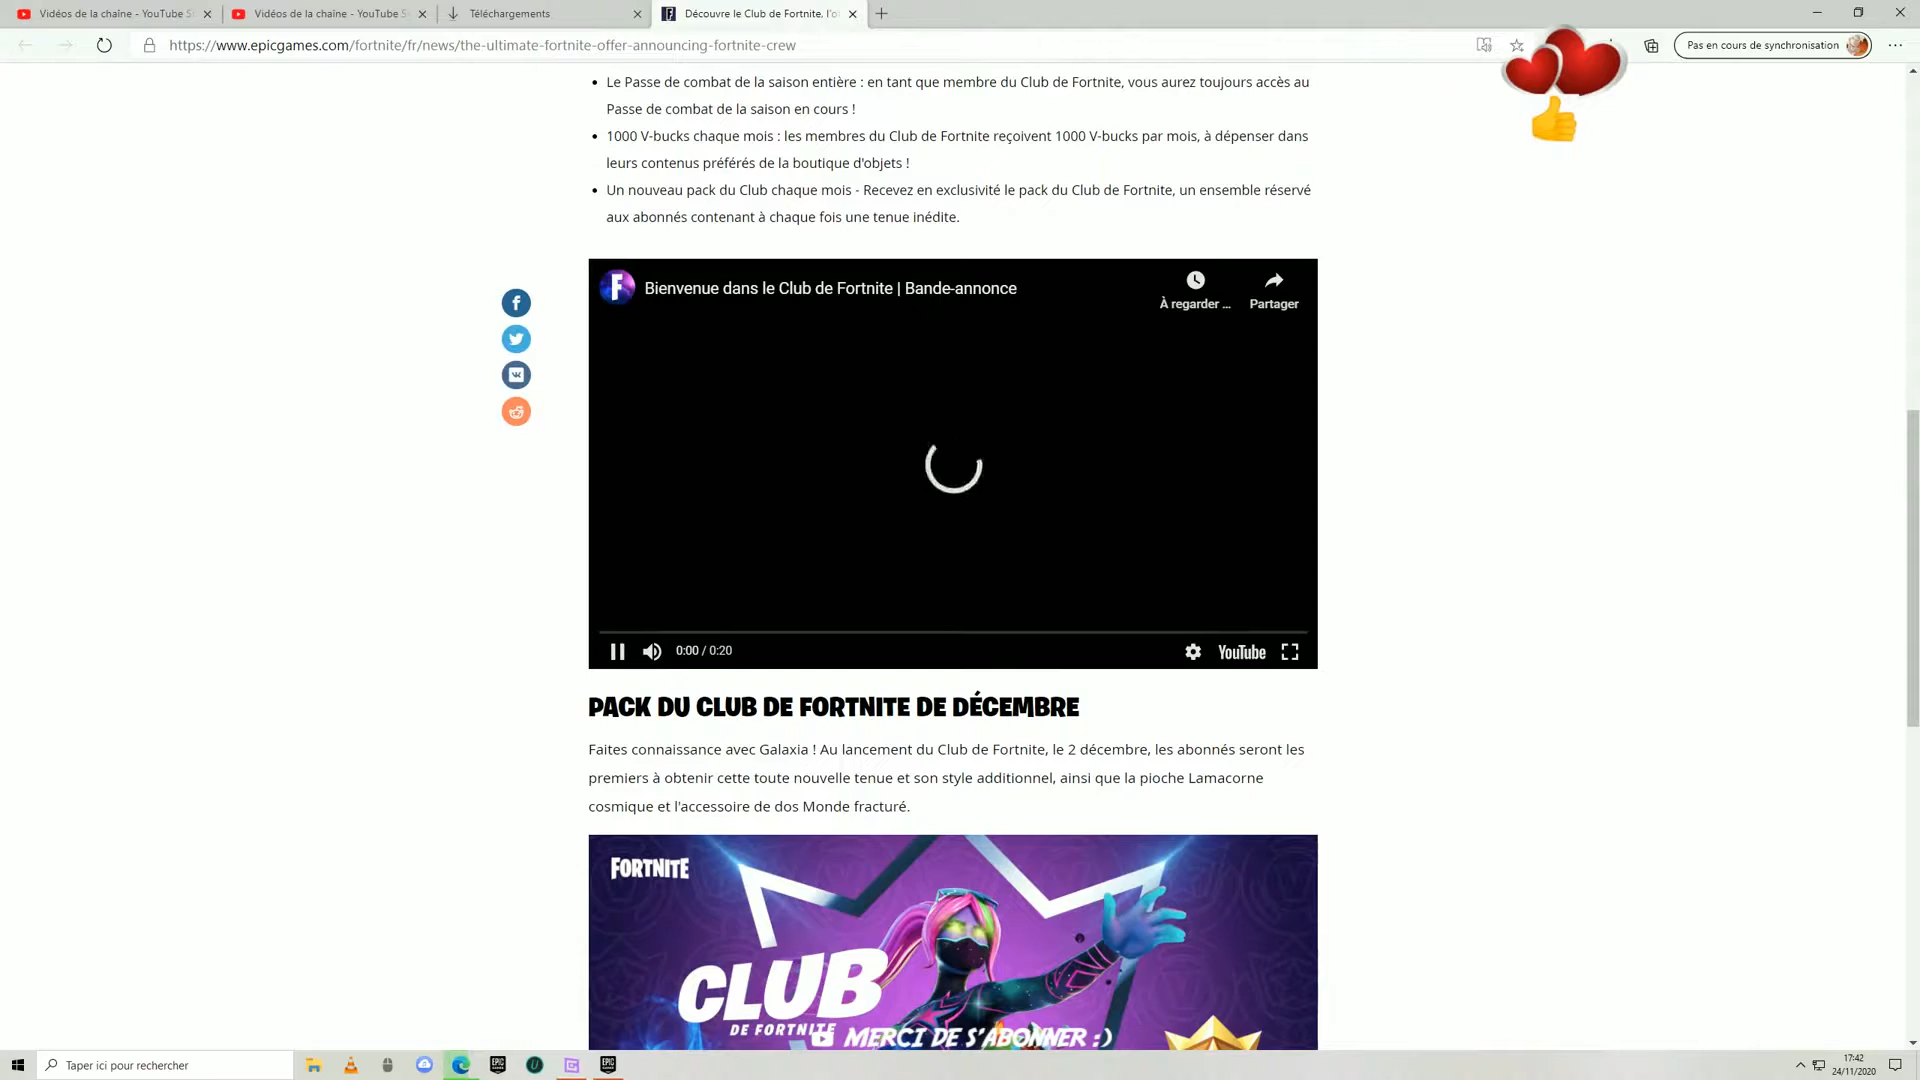 Vidéos de la chaîne - YouTube S
Vidéos de la chaîne - YouTube S
Téléchargements
Découvre le Club de Fortnite, l'o
https://www.epicgames.com/fortnite/fr/news/the-ultimate-fortnite-offer-announcing-fortnite-crew
Pas en cours de synchronisation
Le Passe de combat de la saison entière : en tant que membre du Club de Fortnite, vous aurez toujours accès au
Passe de combat de la saison en cours !
1000 V-bucks chaque mois : les membres du Club de Fortnite reçoivent 1000 V-bucks par mois, à dépenser dans
leurs contenus préférés de la boutique d'objets !
Un nouveau pack du Club chaque mois - Recevez en exclusivité le pack du Club de Fortnite, un ensemble réservé
aux abonnés contenant à chaque fois une tenue inédite.
Bienvenue dans le Club de Fortnite | Bande-annonce
À regarder ...
Partager
0:00 / 0:20
YouTube
PACK DU CLUB DE FORTNITE DE DÉCEMBRE
Faites connaissance avec Galaxia ! Au lancement du Club de Fortnite, le 2 décembre, les abonnés seront les
premiers à obtenir cette toute nouvelle tenue et son style additionnel, ainsi que la pioche Lamacorne
cosmique et l'accessoire de dos Monde fracturé.
FORTNITE
CLUB
DE FORTNITE
MERCI DE S'ABONNER :)
Taper ici pour rechercher
EPIC GAMES
EPIC GAMES
17:42
24/11/2020